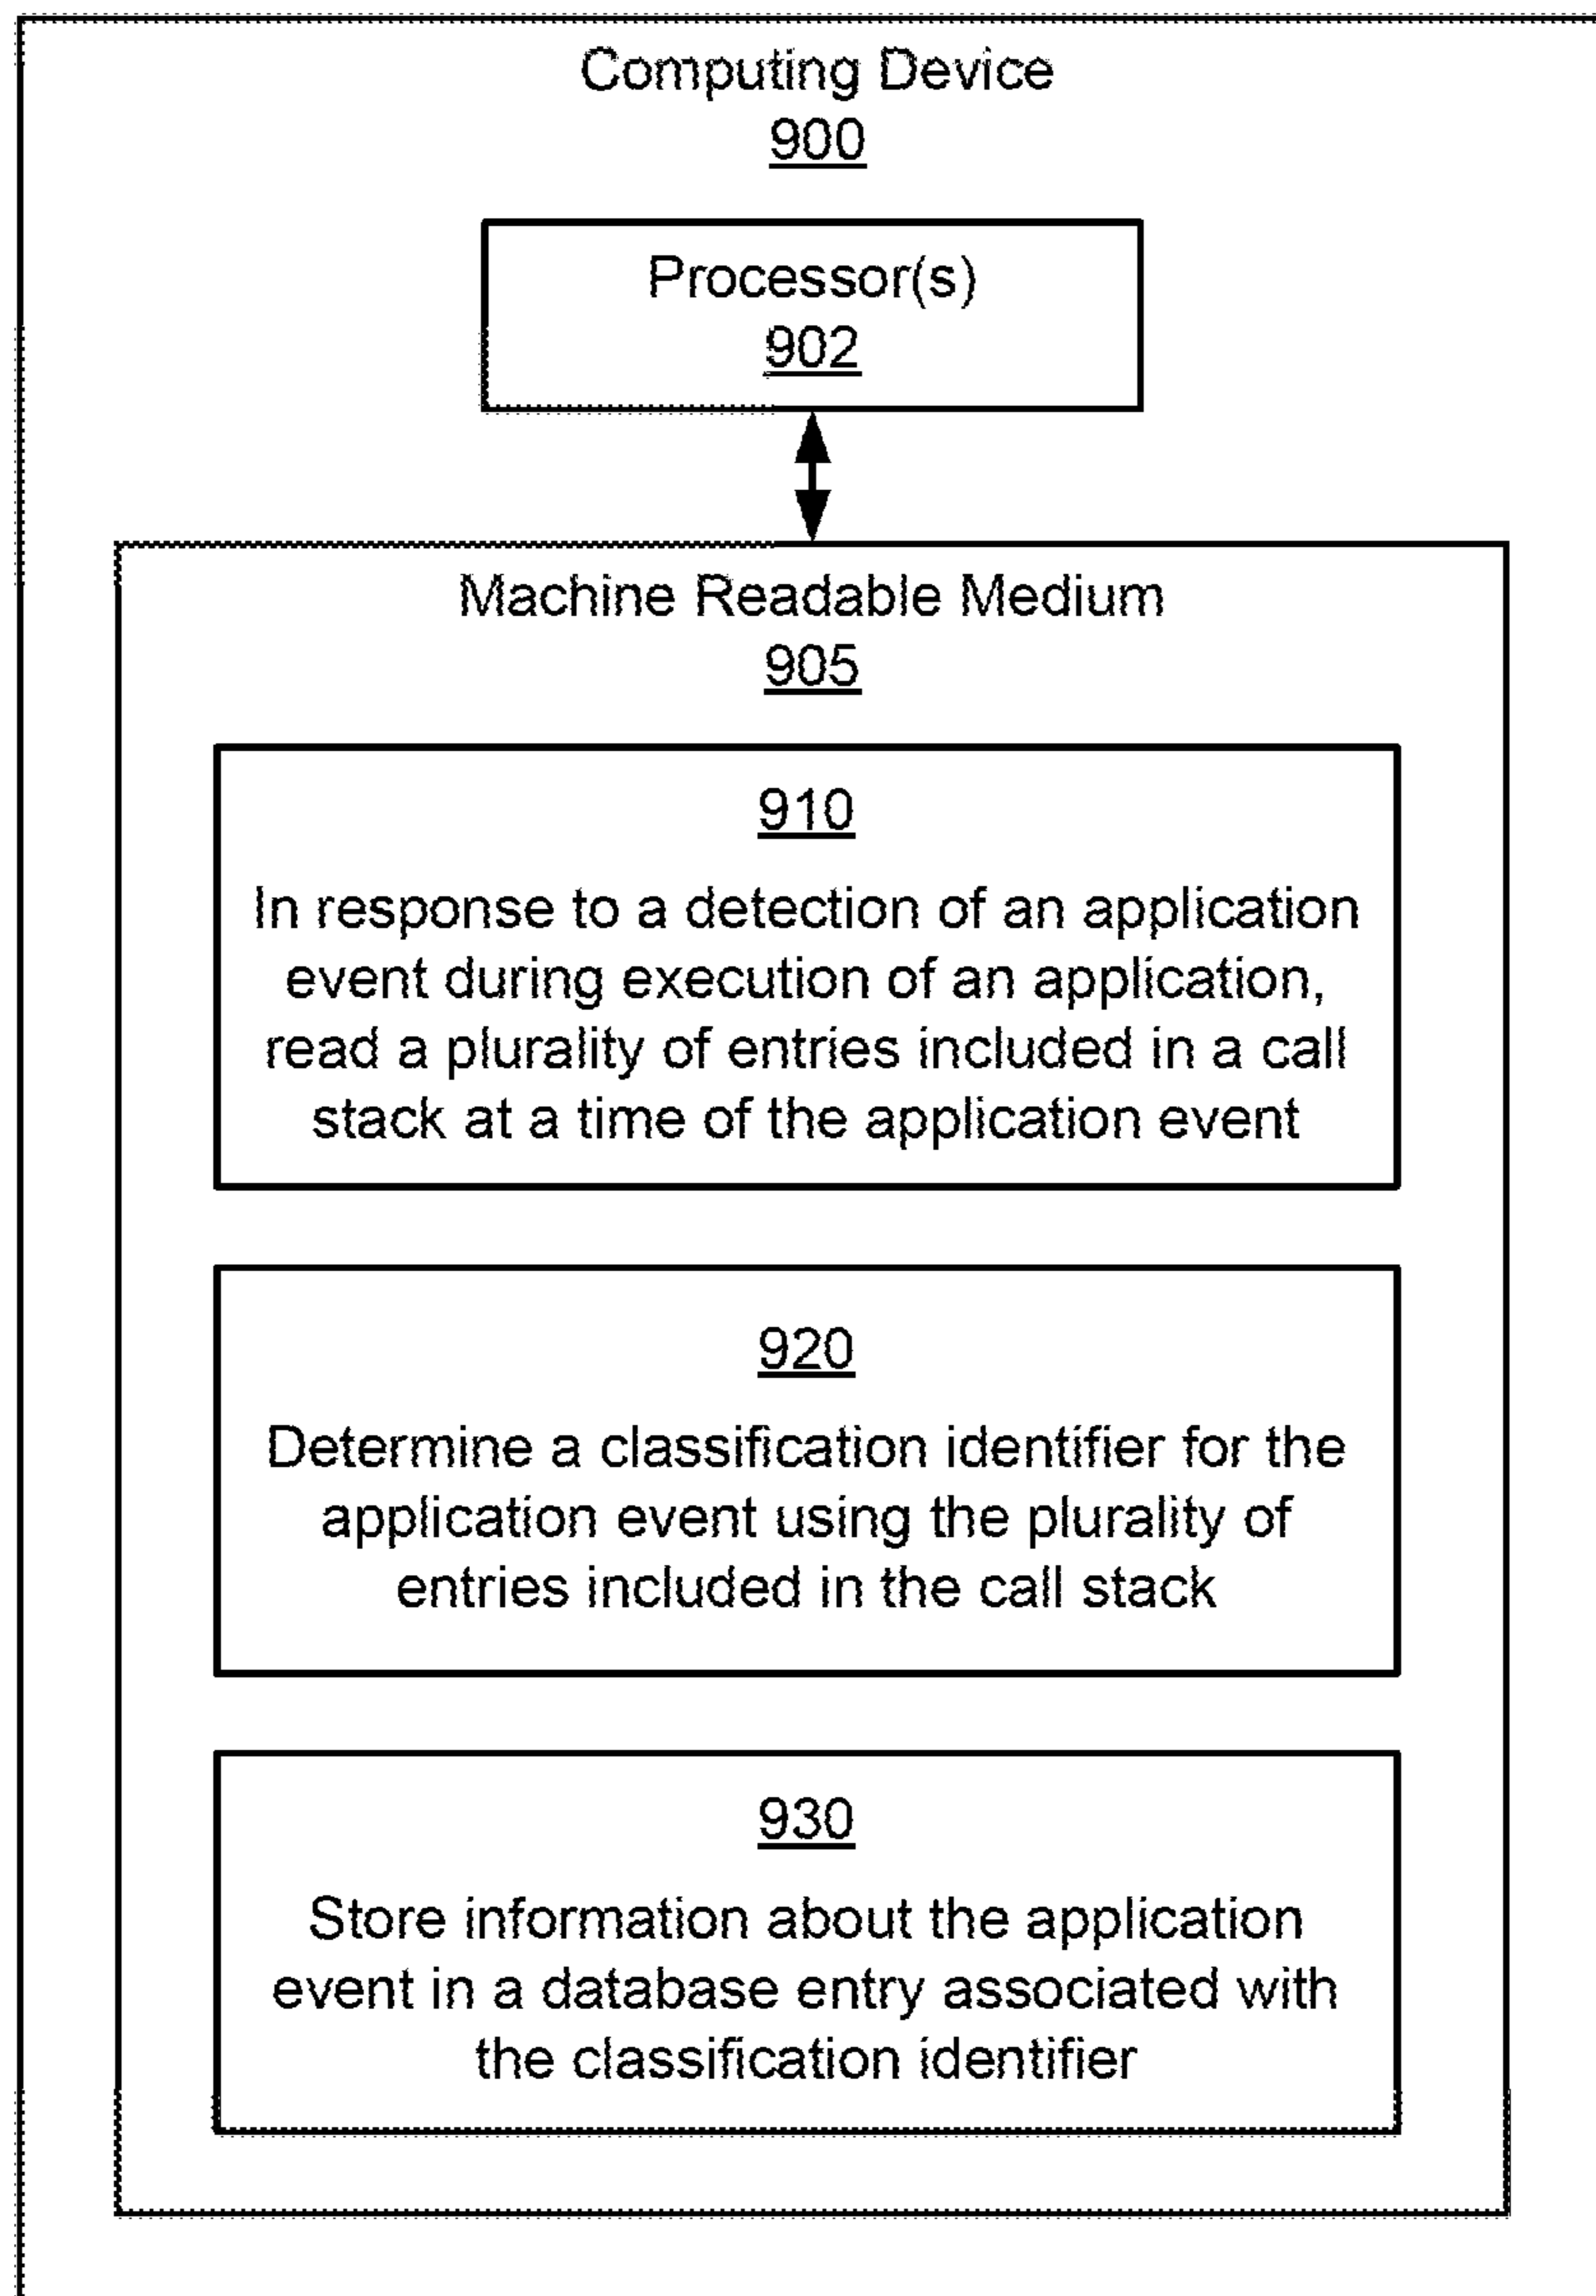 Computing Device
900
Processor(s)
902
Machine Readable Medium
905
910
In response to a detection of an application
event during execution of an application,
read a plurality of entries included in a call
stack at a time of the application event
920
Determine a classification identifier for the
application event using the plurality of
entries included in the call stack
930
Store information about the application
event in a database entry associated with
the classification identifier